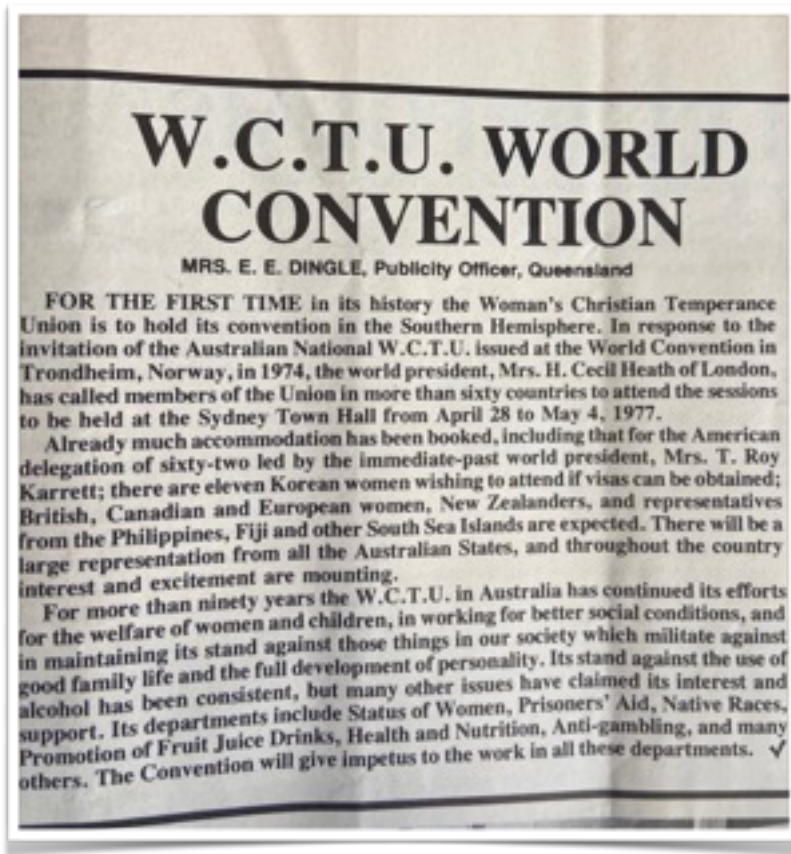 W.C.T.U. WORLD
CONVENTION
MRS. E. E. DINGLE, Publicity Officer, Queensland
FOR THE FIRST TIME in its history the Woman's Christian Temperance
Union is to hold its convention in the Southern Hemisphere. In response to the
invitation of the Australian National W.C.T.U. issued at the World Convention in
Trondheim, Norway, in 1974, the world president, Mrs. H. Cecil Heath of London,
has called members of the Union in more than sixty countries to attend the sessions
to be held at the Sydney Town Hall from April 28 to May 4, 1977.
Already much accommodation has been booked, including that for the American
delegation of sixty-two led by the immediate-past world president, Mrs. T. Roy
Karrett; there are eleven Korean women wishing to attend if visas can be obtained;
British, Canadian and European women, New Zealanders, and representatives
from the Philippines, Fiji and other South Sea Islands are expected. There will be a
large representation from all the Australian States, and throughout the country
interest and excitement are mounting.
For more than ninety years the W.C.T.U. in Australia has continued its efforts
for the welfare of women and children, in working for better social conditions, and
in maintaining its stand against those things in our society which militate against
good family life and the full development of personality. Its stand against the use of
alcohol has been consistent, but many other issues have claimed its interest and
support. Its departments include Status of Women, Prisoners' Aid, Native Races,
Promotion of Fruit Juice Drinks, Health and Nutrition, Anti-gambling, and many
others. The Convention will give impetus to the work in all these departments. ✓